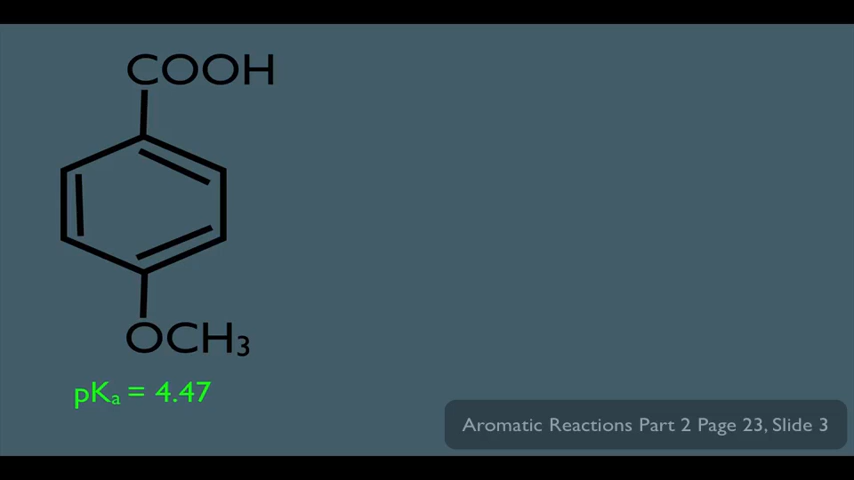 COOH
OCH₃
pKₐ = 4.47
Aromatic Reactions Part 2 Page 23, Slide 3